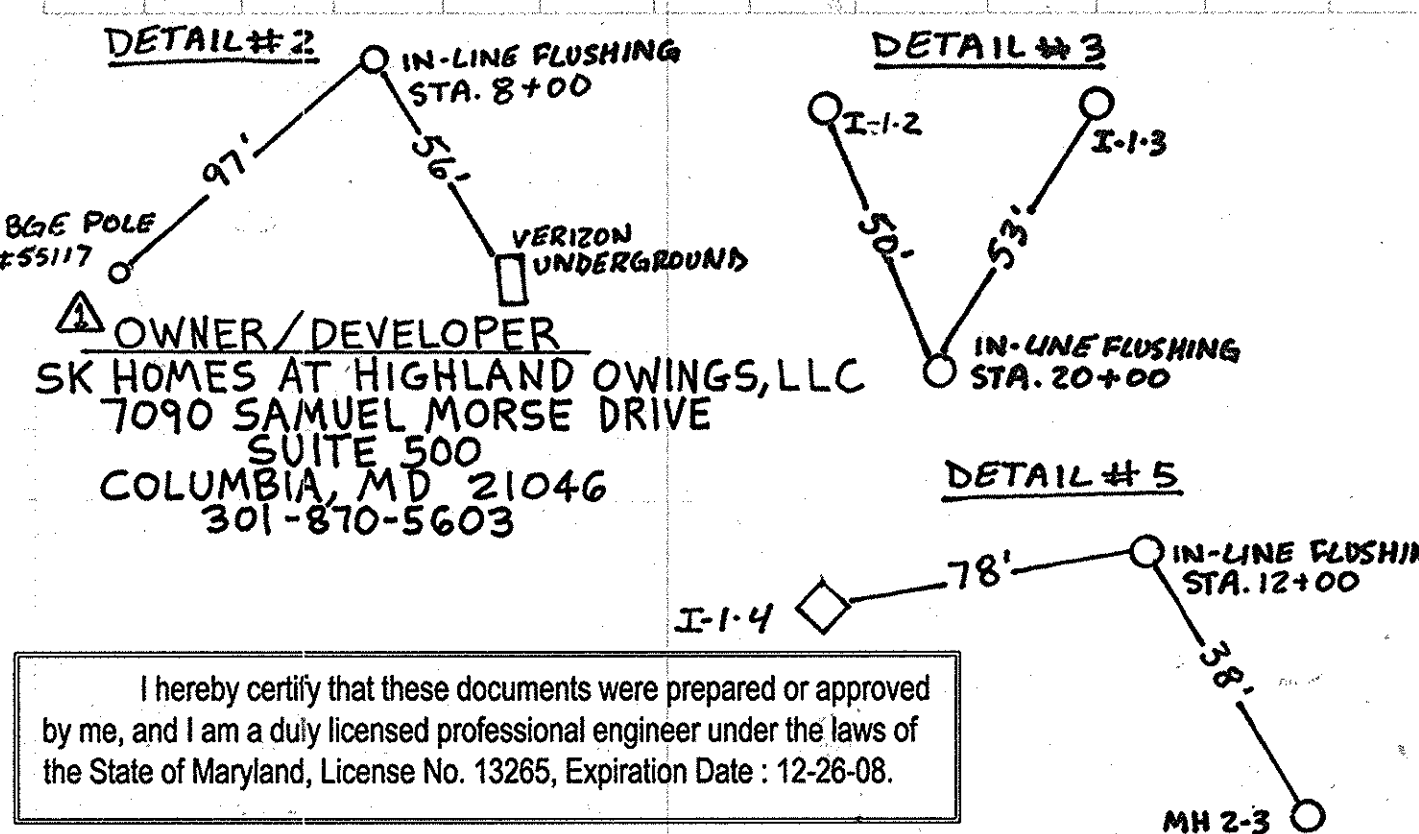 DETAIL # 2
IN-LINE FLUSHING
STA. 8+00
97'
56'
BGE POLE
#55117
VERIZON
UNDERGROUND
DETAIL # 3
I-1-2
I-1-3
50'
53'
IN-LINE FLUSHING
STA. 20+00
1
OWNER/DEVELOPER
SK HOMES AT HIGHLAND OWINGS, LLC
7090 SAMUEL MORSE DRIVE
SUITE 500
COLUMBIA, MD 21046
301-870-5603
DETAIL # 5
IN-LINE FLUSHIN
STA. 12+00
78'
I-1-4
38'
MH 2-3
I hereby certify that these documents were prepared or approved
by me, and I am a duly licensed professional engineer under the laws of
the State of Maryland, License No. 13265, Expiration Date : 12-26-08.